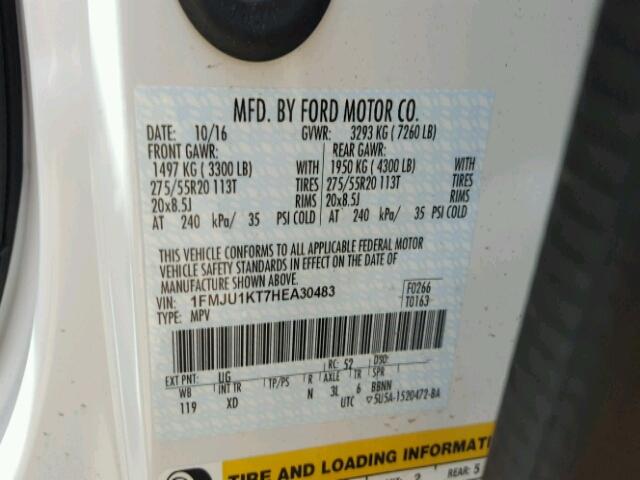 MFD. BY FORD MOTOR CO.
DATE: 10/16 GVWR: 3293 KG ( 7260 LB)
FRONT GAWR: REAR GAWR:
1497 KG ( 3300 LB) WITH 1950 KG ( 4300 LB) WITH
275/55R20 113T TIRES 275/55R20 113T TIRES
20x8.5J RIMS 20x8.5J RIMS
AT 240 kPa/ 35 PSI COLD AT 240 kPa/ 35 PSI COLD
THIS VEHICLE CONFORMS TO ALL APPLICABLE FEDERAL MOTOR
VEHICLE SAFETY STANDARDS IN EFFECT ON THE DATE OF
MANUFACTURE SHOWN ABOVE.
VIN: 1FMJU1KT7HEA30483 F0266
TYPE: MPV T0163
RC: 52 DSO:
EXT PNT: UG
WB INT TR TP/PS R AXLE TR SPR
119 XD N 3L 6 BBNN
UTC 5U5A-1520472-BA
TIRE AND LOADING INFORMATI
2 REAR: 5